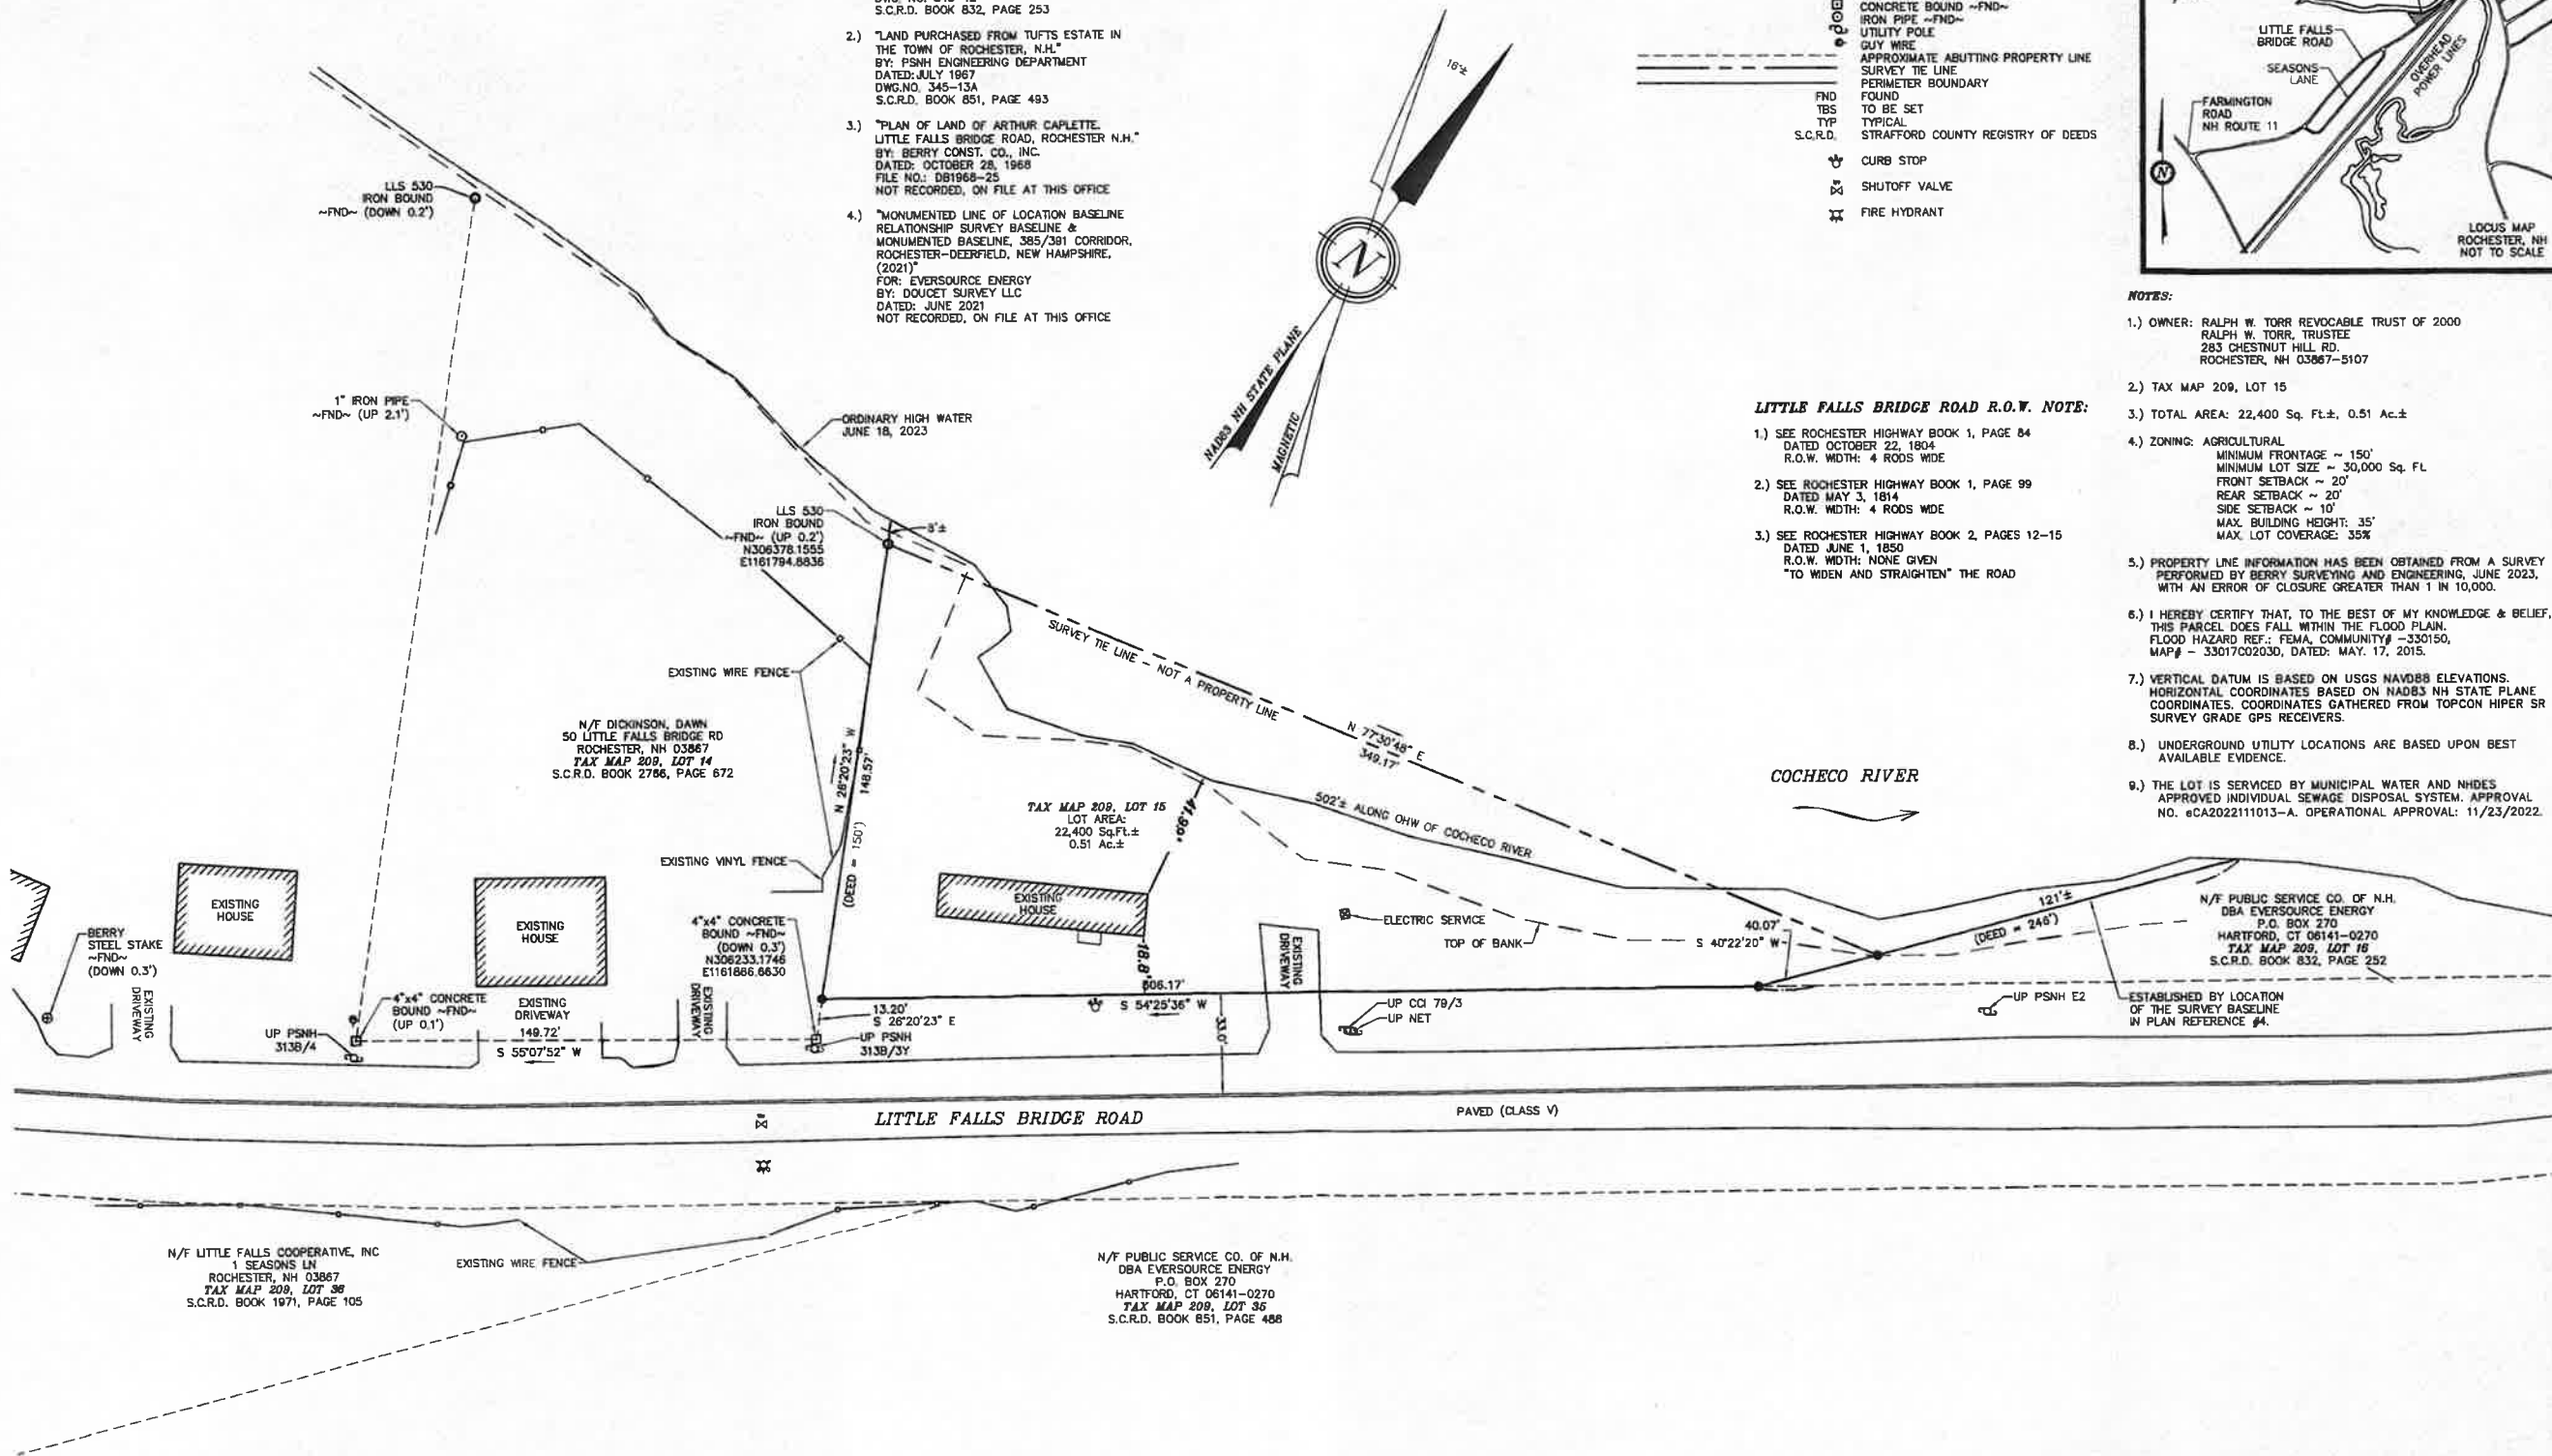 S.C.R.D. BOOK 832, PAGE 253
2.) "LAND PURCHASED FROM TUFTS ESTATE IN
THE TOWN OF ROCHESTER, N.H."
BY: PSNH ENGINEERING DEPARTMENT
DATED: JULY 1967
DWG.NO. 345-13A
S.C.R.D. BOOK 851, PAGE 493
3.) "PLAN OF LAND OF ARTHUR CAPLETTE.
LITTLE FALLS BRIDGE ROAD, ROCHESTER N.H."
BY: BERRY CONST. CO., INC.
DATED: OCTOBER 28, 1968
FILE NO.: DB1968-25
NOT RECORDED, ON FILE AT THIS OFFICE
4.) "MONUMENTED LINE OF LOCATION BASELINE
RELATIONSHIP SURVEY BASELINE &
MONUMENTED BASELINE, 385/391 CORRIDOR,
ROCHESTER-DEERFIELD, NEW HAMPSHIRE,
(2021)"
FOR: EVERSOURCE ENERGY
BY: DOUCET SURVEY LLC
DATED: JUNE 2021
NOT RECORDED, ON FILE AT THIS OFFICE
16°±
N
NAD83 NH STATE PLANE
MAGNETIC
CONCRETE BOUND ~FND~
IRON PIPE ~FND~
UTILITY POLE
GUY WIRE
APPROXIMATE ABUTTING PROPERTY LINE
SURVEY TIE LINE
PERIMETER BOUNDARY
FND FOUND
TBS TO BE SET
TYP TYPICAL
S.C.R.D. STRAFFORD COUNTY REGISTRY OF DEEDS
CURB STOP
SHUTOFF VALVE
FIRE HYDRANT
LITTLE FALLS
BRIDGE ROAD
SEASONS
LANE
OVERHEAD
POWER LINES
FARMINGTON
ROAD
NH ROUTE 11
N
LOCUS MAP
ROCHESTER, NH
NOT TO SCALE
NOTES:
1.) OWNER: RALPH W. TORR REVOCABLE TRUST OF 2000
RALPH W. TORR, TRUSTEE
283 CHESTNUT HILL RD.
ROCHESTER, NH 03867-5107
2.) TAX MAP 209, LOT 15
3.) TOTAL AREA: 22,400 Sq. Ft.±, 0.51 Ac.±
4.) ZONING: AGRICULTURAL
MINIMUM FRONTAGE ~ 150'
MINIMUM LOT SIZE ~ 30,000 Sq. Ft.
FRONT SETBACK ~ 20'
REAR SETBACK ~ 20'
SIDE SETBACK ~ 10'
MAX. BUILDING HEIGHT: 35'
MAX. LOT COVERAGE: 35%
5.) PROPERTY LINE INFORMATION HAS BEEN OBTAINED FROM A SURVEY
PERFORMED BY BERRY SURVEYING AND ENGINEERING, JUNE 2023,
WITH AN ERROR OF CLOSURE GREATER THAN 1 IN 10,000.
6.) I HEREBY CERTIFY THAT, TO THE BEST OF MY KNOWLEDGE & BELIEF,
THIS PARCEL DOES FALL WITHIN THE FLOOD PLAIN.
FLOOD HAZARD REF.: FEMA, COMMUNITY# -330150,
MAP# - 33017C0203D, DATED: MAY. 17, 2015.
7.) VERTICAL DATUM IS BASED ON USGS NAVD88 ELEVATIONS.
HORIZONTAL COORDINATES BASED ON NAD83 NH STATE PLANE
COORDINATES. COORDINATES GATHERED FROM TOPCON HIPER SR
SURVEY GRADE GPS RECEIVERS.
8.) UNDERGROUND UTILITY LOCATIONS ARE BASED UPON BEST
AVAILABLE EVIDENCE.
9.) THE LOT IS SERVICED BY MUNICIPAL WATER AND NHDES
APPROVED INDIVIDUAL SEWAGE DISPOSAL SYSTEM. APPROVAL
NO. eCA2022111013-A. OPERATIONAL APPROVAL: 11/23/2022.
LITTLE FALLS BRIDGE ROAD R.O.W. NOTE:
1.) SEE ROCHESTER HIGHWAY BOOK 1, PAGE 84
DATED OCTOBER 22, 1804
R.O.W. WIDTH: 4 RODS WIDE
2.) SEE ROCHESTER HIGHWAY BOOK 1, PAGE 99
DATED MAY 3, 1814
R.O.W. WIDTH: 4 RODS WIDE
3.) SEE ROCHESTER HIGHWAY BOOK 2, PAGES 12-15
DATED JUNE 1, 1850
R.O.W. WIDTH: NONE GIVEN
"TO WIDEN AND STRAIGHTEN" THE ROAD
LLS 530
IRON BOUND
~FND~ (DOWN 0.2')
1" IRON PIPE
~FND~ (UP 2.1')
ORDINARY HIGH WATER
JUNE 18, 2023
LLS 530
IRON BOUND
~FND~ (UP 0.2')
N306378.1555
E1161794.8836
8'±
SURVEY TIE LINE - NOT A PROPERTY LINE
N 77°30'48" E
349.17'
EXISTING WIRE FENCE
N/F DICKINSON, DAWN
50 LITTLE FALLS BRIDGE RD
ROCHESTER, NH 03867
TAX MAP 209, LOT 14
S.C.R.D. BOOK 2766, PAGE 672
N 26°20'23" W
148.57'
(DEED = 150')
COCHECO RIVER
TAX MAP 209, LOT 15
LOT AREA:
22,400 Sq.Ft.±
0.51 Ac.±
41.99'
502'± ALONG OHW OF COCHECO RIVER
EXISTING VINYL FENCE
EXISTING
HOUSE
EXISTING
HOUSE
EXISTING
HOUSE
BERRY
STEEL STAKE
~FND~
(DOWN 0.3')
EXISTING
DRIVEWAY
4"x4" CONCRETE
BOUND ~FND~
(UP 0.1')
EXISTING
DRIVEWAY
149.72'
S 55°07'52" W
UP PSNH
313B/4
EXISTING
DRIVEWAY
4"x4" CONCRETE
BOUND ~FND~
(DOWN 0.3')
N306233.1746
E1161866.6630
13.20'
S 26°20'23" E
UP PSNH
313B/3Y
18.8'
306.17'
S 54°25'36" W
33.0'
EXISTING
DRIVEWAY
ELECTRIC SERVICE
TOP OF BANK
UP CCI 79/3
UP NET
40.07'
S 40°22'20" W
121'±
(DEED = 246')
N/F PUBLIC SERVICE CO. OF N.H.
DBA EVERSOURCE ENERGY
P.O. BOX 270
HARTFORD, CT 06141-0270
TAX MAP 209, LOT 16
S.C.R.D. BOOK 832, PAGE 252
UP PSNH E2
ESTABLISHED BY LOCATION
OF THE SURVEY BASELINE
IN PLAN REFERENCE #4.
LITTLE FALLS BRIDGE ROAD
PAVED (CLASS V)
N/F LITTLE FALLS COOPERATIVE, INC
1 SEASONS LN
ROCHESTER, NH 03867
TAX MAP 209, LOT 36
S.C.R.D. BOOK 1971, PAGE 105
EXISTING WIRE FENCE
N/F PUBLIC SERVICE CO. OF N.H.
DBA EVERSOURCE ENERGY
P.O. BOX 270
HARTFORD, CT 06141-0270
TAX MAP 209, LOT 35
S.C.R.D. BOOK 851, PAGE 488